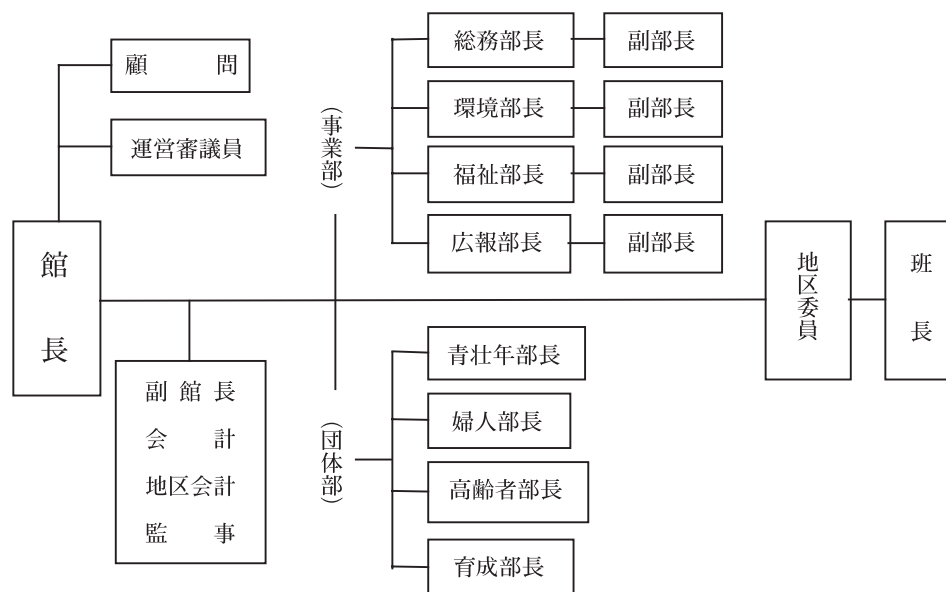 顧　問
運営審議員
館長
副館長
会　計
地区会計
監　事
（事業部）
総務部長
副部長
環境部長
副部長
福祉部長
副部長
広報部長
副部長
（団体部）
青壮年部長
婦人部長
高齢者部長
育成部長
地区委員
班長